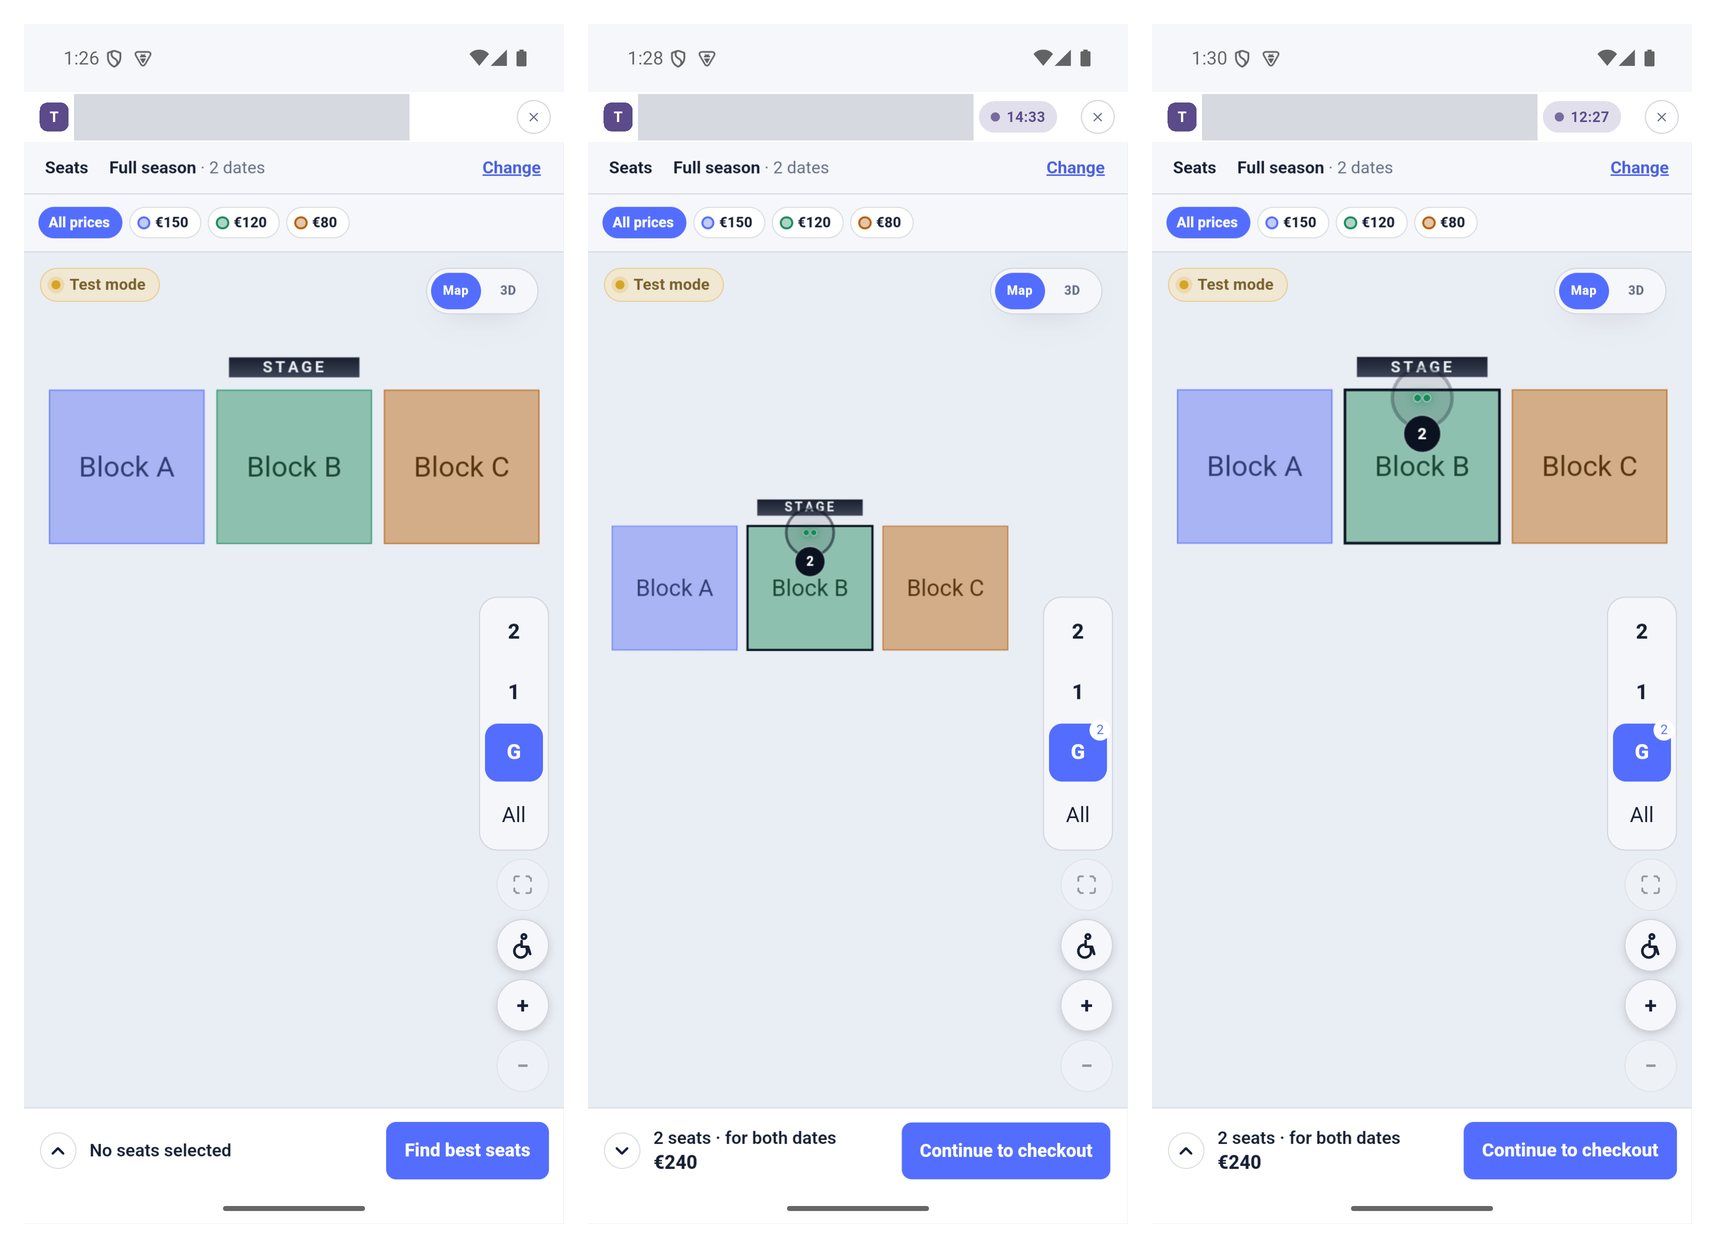 1:26
T
Seats Full season · 2 dates Change
All prices €150 €120 €80
Test mode
Map 3D
STAGE
Block A Block B Block C
2
1
G
All
No seats selected
Find best seats
1:28
T
14:33
Seats Full season · 2 dates Change
All prices €150 €120 €80
Test mode
Map 3D
STAGE
2
Block A Block B Block C
2
1
G 2
All
2 seats · for both dates
€240
Continue to checkout
1:30
T
12:27
Seats Full season · 2 dates Change
All prices €150 €120 €80
Test mode
Map 3D
STAGE
2
Block A Block B Block C
2
1
G 2
All
2 seats · for both dates
€240
Continue to checkout